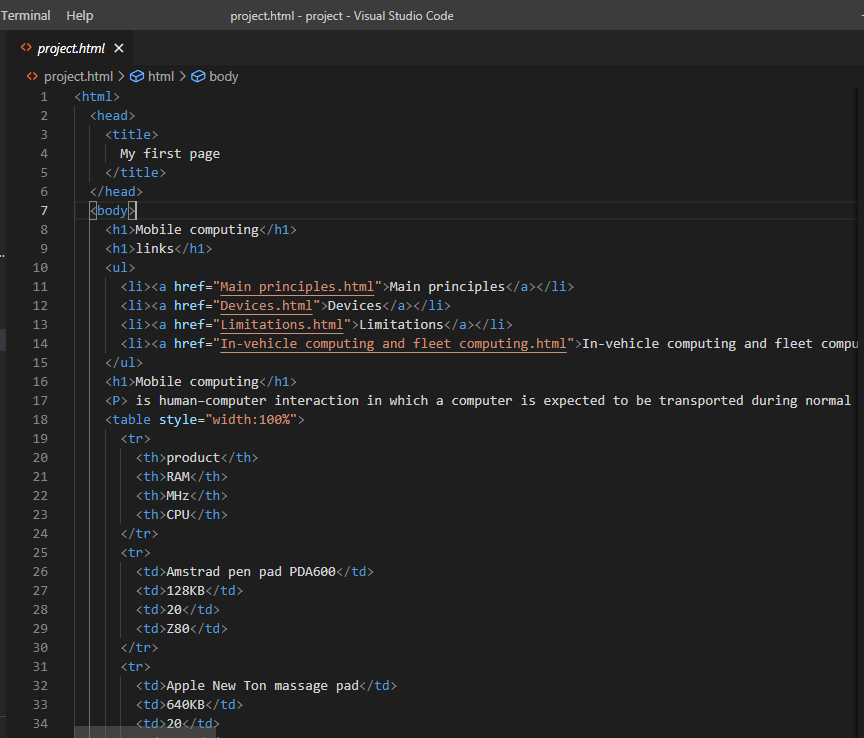 Terminal Help project.html - project - Visual Studio Code
project.html
project.html > html > body
1 <html>
2 <head>
3 <title>
4 My first page
5 </title>
6 </head>
7 <body>
8 <h1>Mobile computing</h1>
9 <h1>links</h1>
10 <ul>
11 <li><a href="Main principles.html">Main principles</a></li>
12 <li><a href="Devices.html">Devices</a></li>
13 <li><a href="Limitations.html">Limitations</a></li>
14 <li><a href="In-vehicle computing and fleet computing.html">In-vehicle computing and fleet compu
15 </ul>
16 <h1>Mobile computing</h1>
17 <P> is human–computer interaction in which a computer is expected to be transported during normal
18 <table style="width:100%">
19 <tr>
20 <th>product</th>
21 <th>RAM</th>
22 <th>MHz</th>
23 <th>CPU</th>
24 </tr>
25 <tr>
26 <td>Amstrad pen pad PDA600</td>
27 <td>128KB</td>
28 <td>20</td>
29 <td>Z80</td>
30 </tr>
31 <tr>
32 <td>Apple New Ton massage pad</td>
33 <td>640KB</td>
34 <td>20</td>